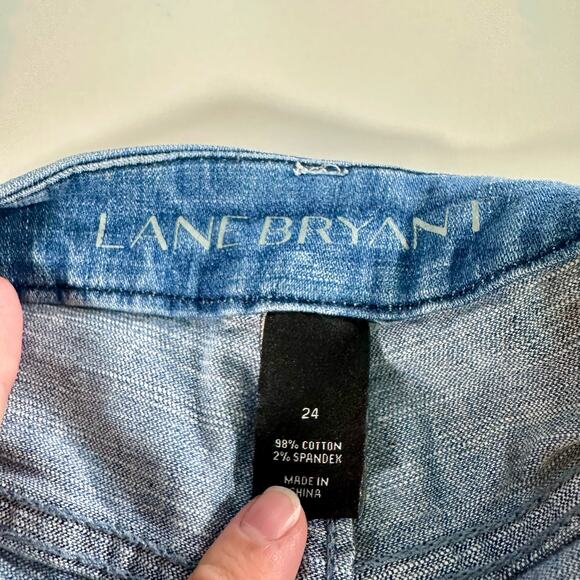 LANE BRYANT
24
98% COTTON
2% SPANDEX
MADE IN
CHINA